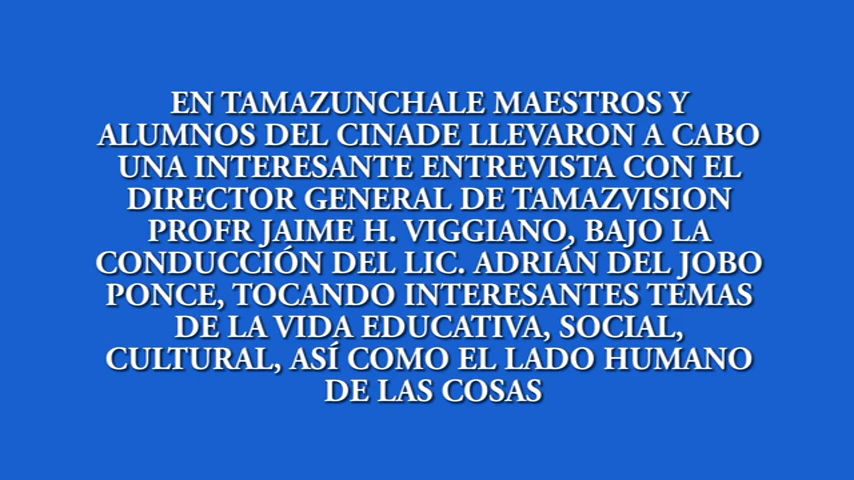 EN TAMAZUNCHALE MAESTROS Y
ALUMNOS DEL CINADE LLEVARON A CABO
UNA INTERESANTE ENTREVISTA CON EL
DIRECTOR GENERAL DE TAMAZVISION
PROFR JAIME H. VIGGIANO, BAJO LA
CONDUCCIÓN DEL LIC. ADRIÁN DEL JOBO
PONCE, TOCANDO INTERESANTES TEMAS
DE LA VIDA EDUCATIVA, SOCIAL,
CULTURAL, ASÍ COMO EL LADO HUMANO
DE LAS COSAS